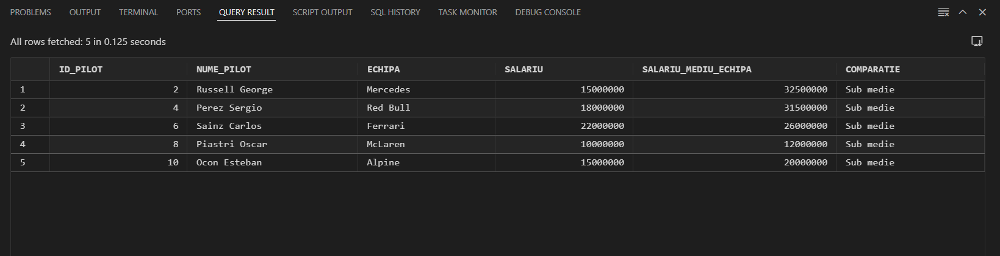 PROBLEMS OUTPUT TERMINAL PORTS QUERY RESULT SCRIPT OUTPUT SQL HISTORY TASK MONITOR DEBUG CONSOLE
All rows fetched: 5 in 0.125 seconds
ID_PILOT NUME_PILOT ECHIPA SALARIU SALARIU_MEDIU_ECHIPA COMPARATIE
1 2 Russell George Mercedes 15000000 32500000 Sub medie
2 4 Perez Sergio Red Bull 18000000 31500000 Sub medie
3 6 Sainz Carlos Ferrari 22000000 26000000 Sub medie
4 8 Piastri Oscar McLaren 10000000 12000000 Sub medie
5 10 Ocon Esteban Alpine 15000000 20000000 Sub medie